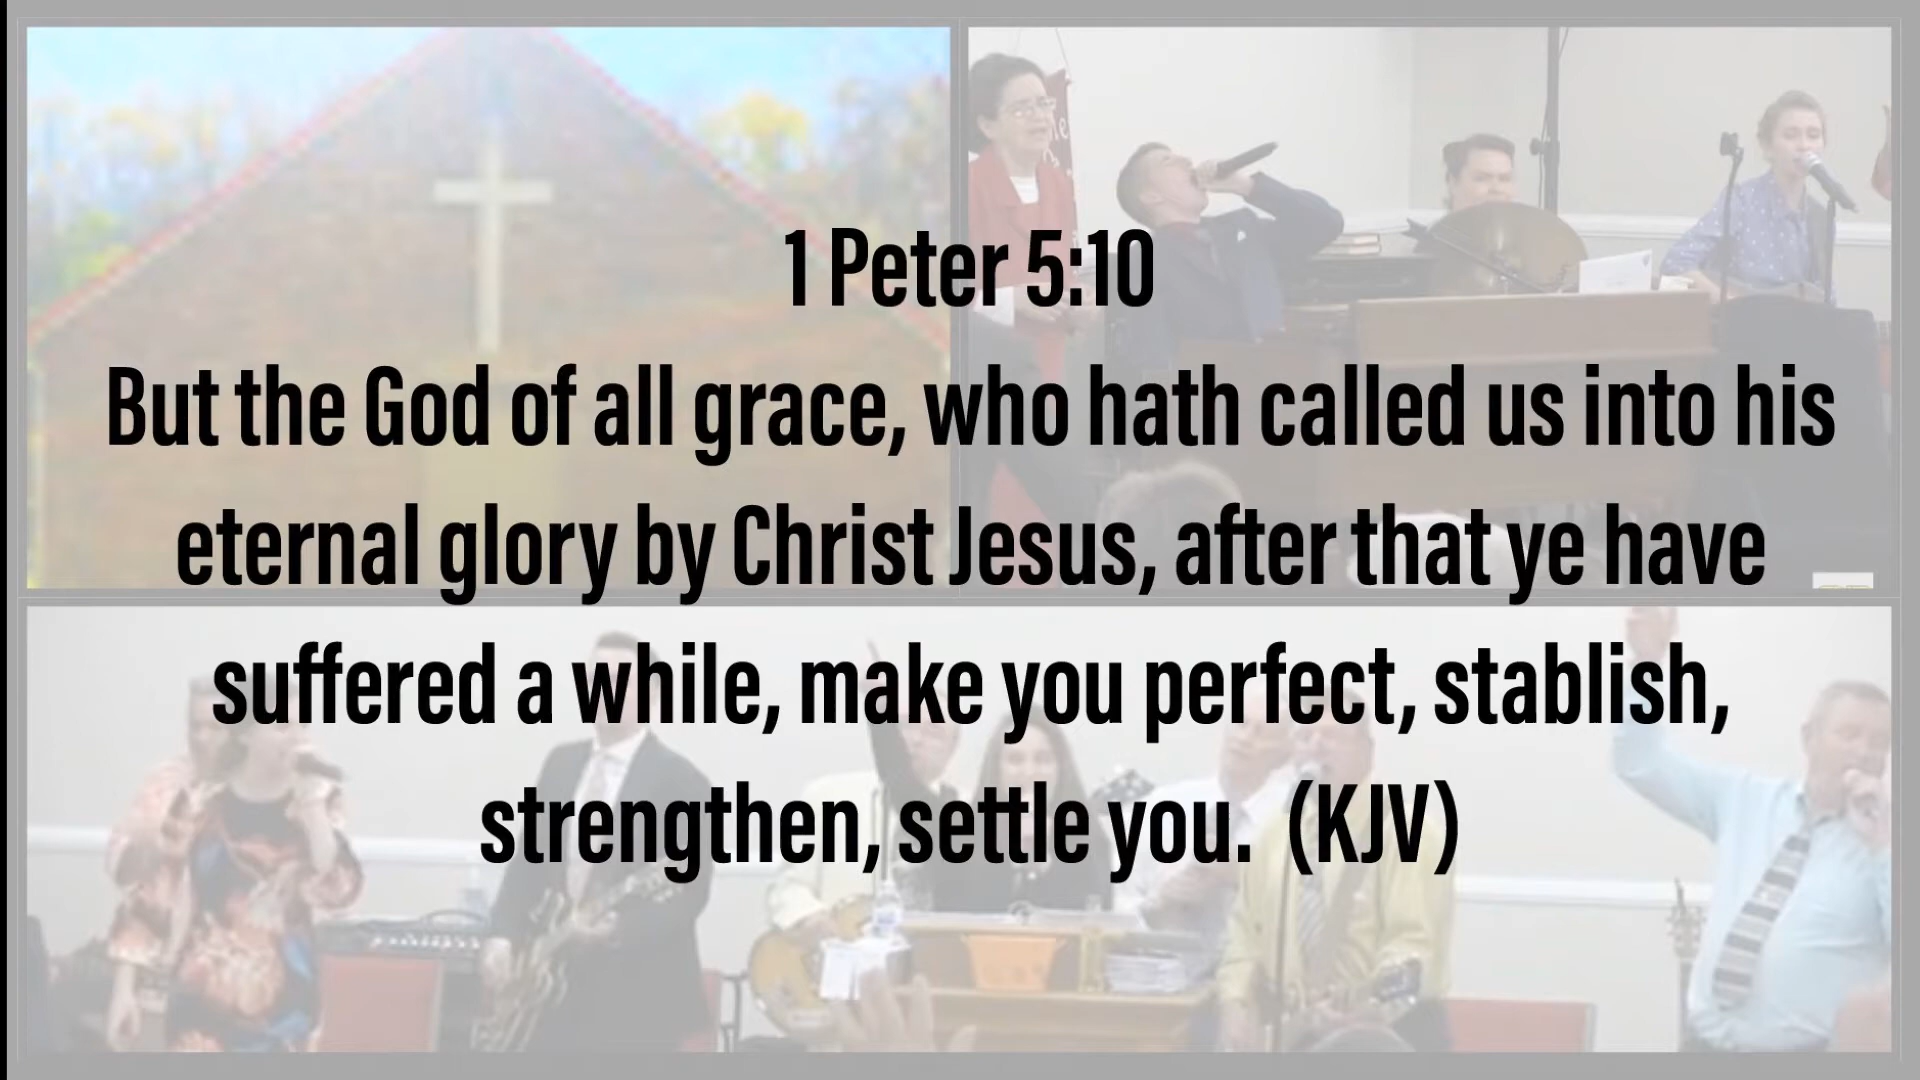 1 Peter 5:10
But the God of all grace, who hath called us into his
eternal glory by Christ Jesus, after that ye have
suffered a while, make you perfect, stablish,
strengthen, settle you.  (KJV)